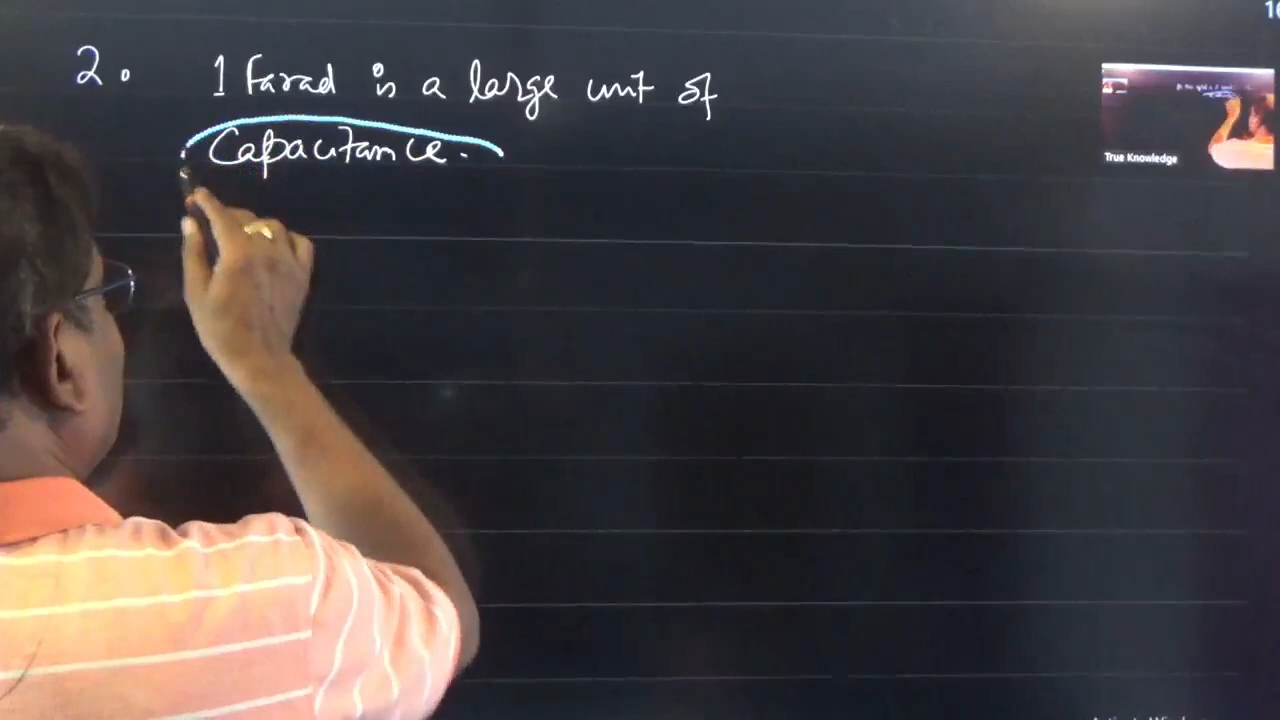 2. 1 Farad is a large unit of
Capacitance.
True Knowledge